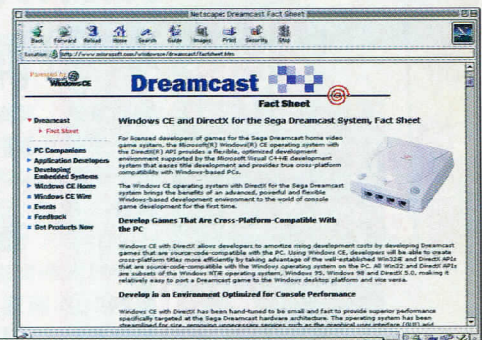 Netscape: Dreamcast Fact Sheet
Back Forward Reload Home Search Guide Images Print Security Stop
Location: http://www.microsoft.com/windowsce/dreamcast/factsheet.htm
Powered by
Windows CE
Dreamcast
Fact Sheet
Dreamcast
Fact Sheet
PC Companions
Application Developers
Developing
Embedded Systems
Windows CE Home
Windows CE Wire
Events
Feedback
Get Products Now
Windows CE and DirectX for the Sega Dreamcast System, Fact Sheet
For licensed developers of games for the Sega Dreamcast home video
game system, the Microsoft(R) Windows(R) CE operating system with
the DirectX(R) API provides a flexible, optimized development
environment supported by the Microsoft Visual C++® development
system that eases title development and provides true cross-platform
compatibility with Windows-based PCs.
The Windows CE operating system with DirectX for the Sega Dreamcast
system brings the benefits of an advanced, powerful and flexible
Windows-based development environment to the world of console
game development for the first time.
Develop Games That Are Cross-Platform-Compatible With
the PC
Windows CE with DirectX allows developers to amortize rising development costs by developing Dreamcast
games that are source-code-compatible with the PC. Using Windows CE, developers will be able to create
cross-platform titles more efficiently by taking advantage of the well-established Win32® and DirectX APIs
that are source-code-compatible with the Windows operating system on the PC. All Win32 and DirectX APIs
are subsets of the Windows NT® operating system, Windows 95, Windows 98 and DirectX 5.0, making it
relatively easy to port a Dreamcast game to the Windows desktop platform and vice versa.
Develop in an Environment Optimized for Console Performance
Windows CE with DirectX has been hand-tuned to be small and fast to provide superior performance
specifically targeted at the Sega Dreamcast hardware architecture. The operating system has been
streamlined for size, removing unnecessary services such as the graphical user interface (GUI) and